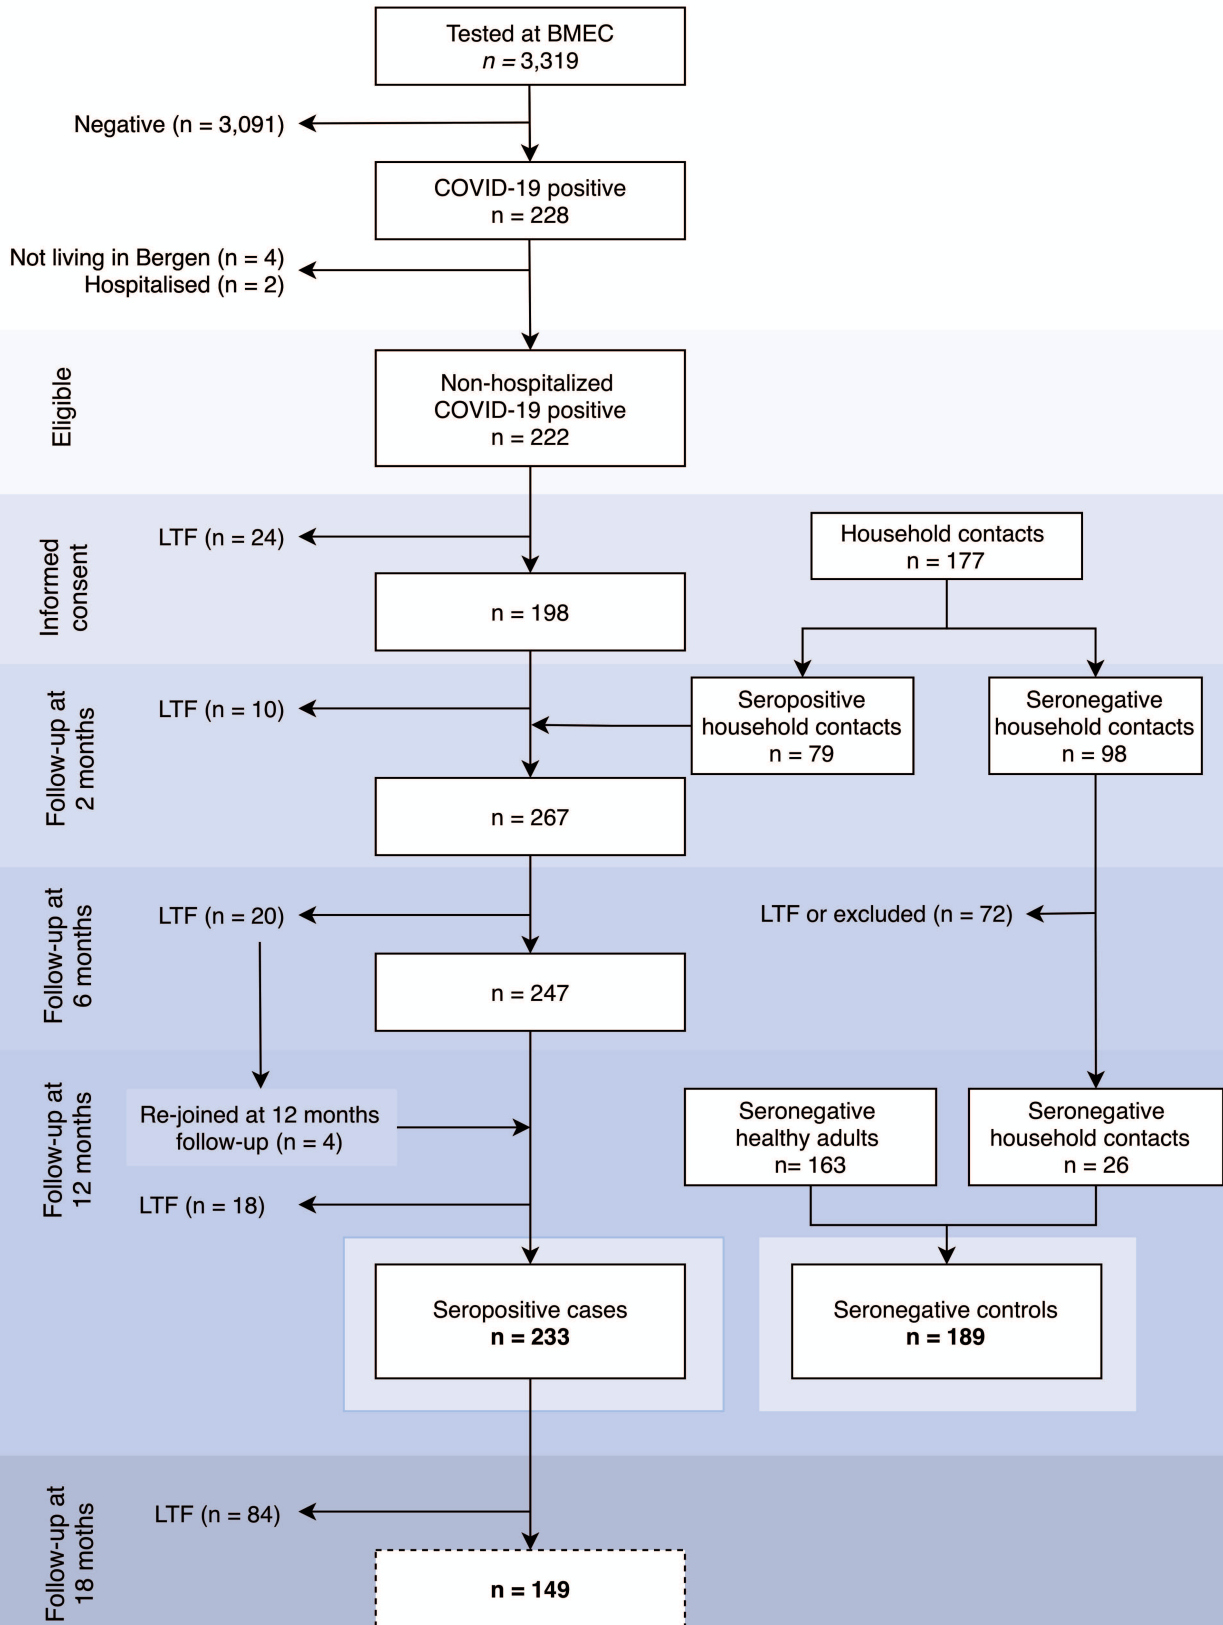 Tested at BMEC
n = 3,319
Negative (n = 3,091)
COVID-19 positive
n = 228
Not living in Bergen (n = 4)
Hospitalised (n = 2)
Eligible
Non-hospitalized
COVID-19 positive
n = 222
Informed
consent
LTF (n = 24)
Household contacts
n = 177
n = 198
Follow-up at
2 months
LTF (n = 10)
Seropositive
household contacts
n = 79
Seronegative
household contacts
n = 98
n = 267
Follow-up at
6 months
LTF (n = 20)
LTF or excluded (n = 72)
n = 247
Follow-up at
12 months
Re-joined at 12 months
follow-up (n = 4)
Seronegative
healthy adults
n= 163
Seronegative
household contacts
n = 26
LTF (n = 18)
Seropositive cases
n = 233
Seronegative controls
n = 189
Follow-up at
18 moths
LTF (n = 84)
n = 149